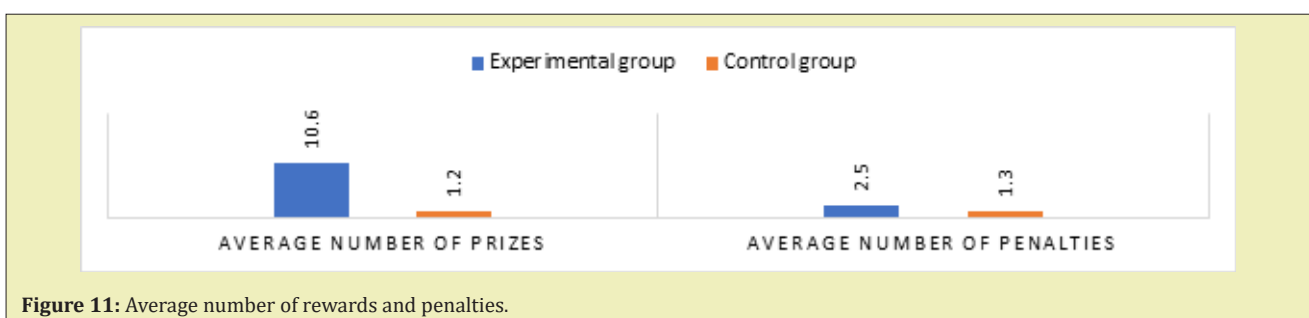 Experimental group Control group
10.6
1.2
2.5
1.3
AVERAGE NUMBER OF PRIZES AVERAGE NUMBER OF PENALTIES
Figure 11: Average number of rewards and penalties.